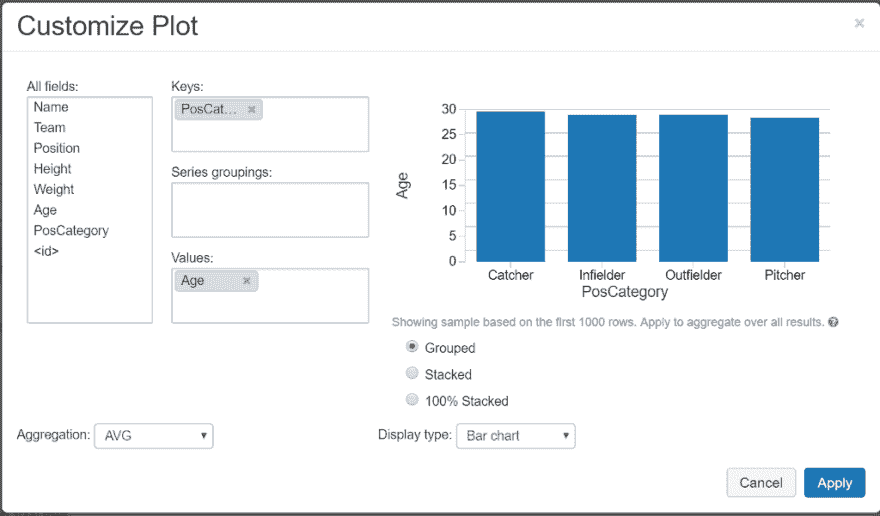 Customize Plot
×
All fields:
Name
Team
Position
Height
Weight
Age
PosCategory
<id>
Keys:
PosCat... ×
Series groupings:
Values:
Age ×
30
25
20
15
10
5
0
Age
Catcher Infielder Outfielder Pitcher
PosCategory
Showing sample based on the first 1000 rows. Apply to aggregate over all results. ?
Grouped
Stacked
100% Stacked
Aggregation: AVG
Display type: Bar chart
Cancel Apply